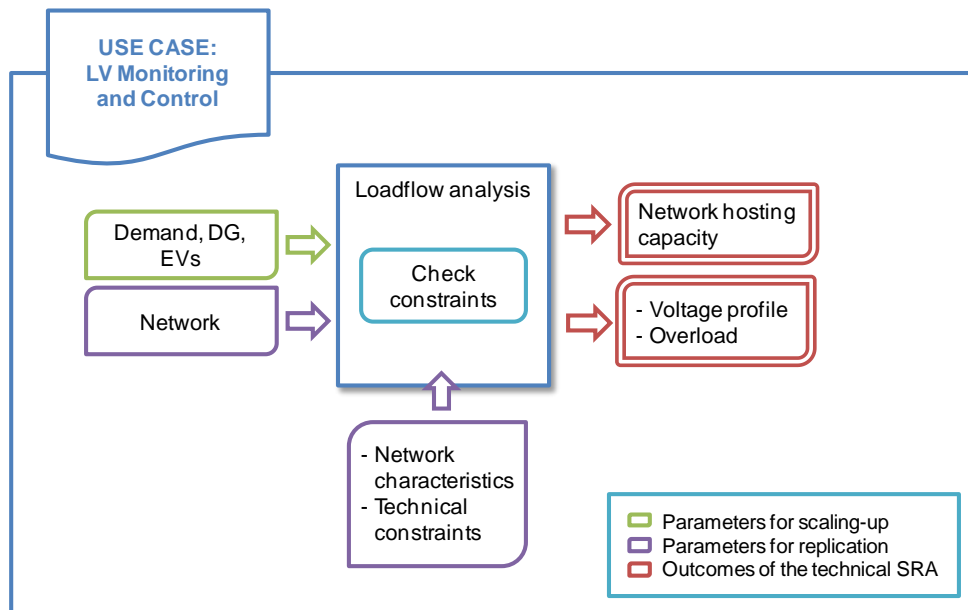 USE CASE:
LV Monitoring
and Control
Loadflow analysis
Demand, DG,
EVs
Check
constraints
Network
Network hosting
capacity
- Voltage profile
- Overload
- Network
characteristics
- Technical
constraints
Parameters for scaling-up
Parameters for replication
Outcomes of the technical SRA